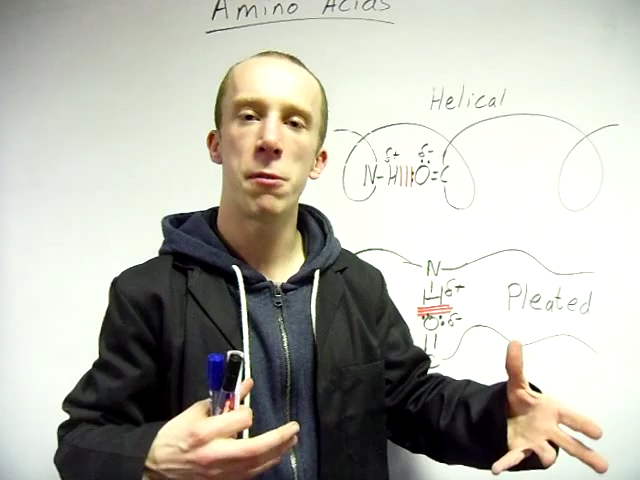 Amino Acids
Helical
δ+ δ-
N-H|||O=C
N
H δ+
O δ-
Pleated